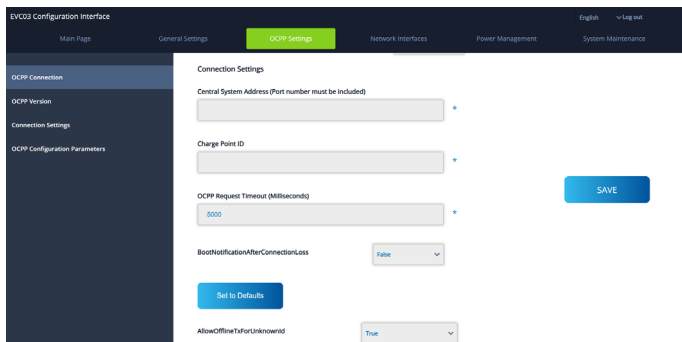 EVC03 Configuration Interface
English
Log out
Main Page
General Settings
OCPP Settings
Network Interfaces
Power Management
System Maintenance
OCPP Connection
OCPP Version
Connection Settings
OCPP Configuration Parameters
Connection Settings
Central System Address (Port number must be included)
*
Charge Point ID
*
OCPP Request Timeout (Milliseconds)
5000
*
BootNotificationAfterConnectionLoss
False
Set to Defaults
AllowOfflineTxForUnknownId
True
SAVE